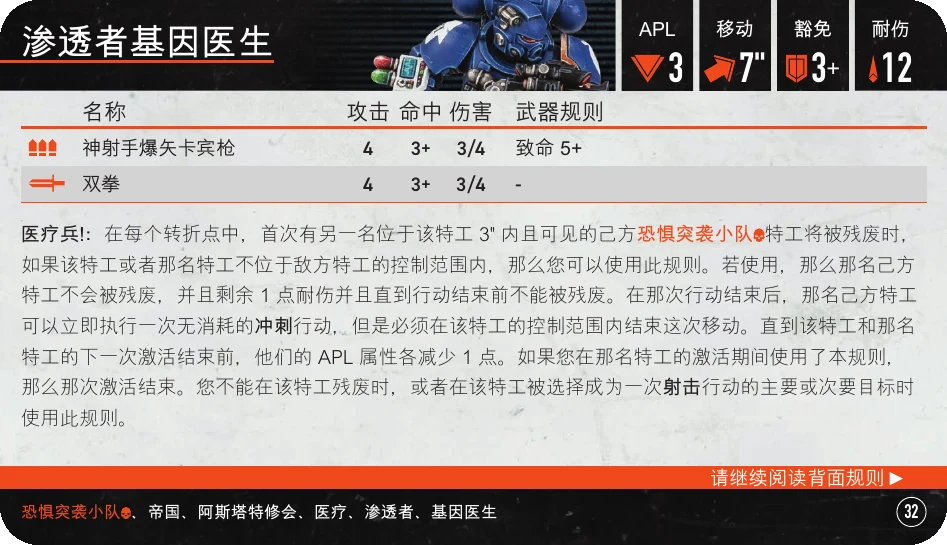 渗透者基因医生
APL 移动 豁免 耐伤
3 7" 3+ 12
名称 攻击 命中 伤害 武器规则
神射手爆矢卡宾枪 4 3+ 3/4 致命 5+
双拳 4 3+ 3/4 -
医疗兵!：在每个转折点中，首次有另一名位于该特工 3" 内且可见的己方恐惧突袭小队特工将被残废时，
如果该特工或者那名特工不位于敌方特工的控制范围内，那么您可以使用此规则。若使用，那么那名己方
特工不会被残废，并且剩余 1 点耐伤并且直到行动结束前不能被残废。在那次行动结束后，那名己方特工
可以立即执行一次无消耗的冲刺行动，但是必须在该特工的控制范围内结束这次移动。直到该特工和那名
特工的下一次激活结束前，他们的 APL 属性各减少 1 点。如果您在那名特工的激活期间使用了本规则，
那么那次激活结束。您不能在该特工残废时，或者在该特工被选择成为一次射击行动的主要或次要目标时
使用此规则。
请继续阅读背面规则 ▶
恐惧突袭小队、帝国、阿斯塔特修会、医疗、渗透者、基因医生
32